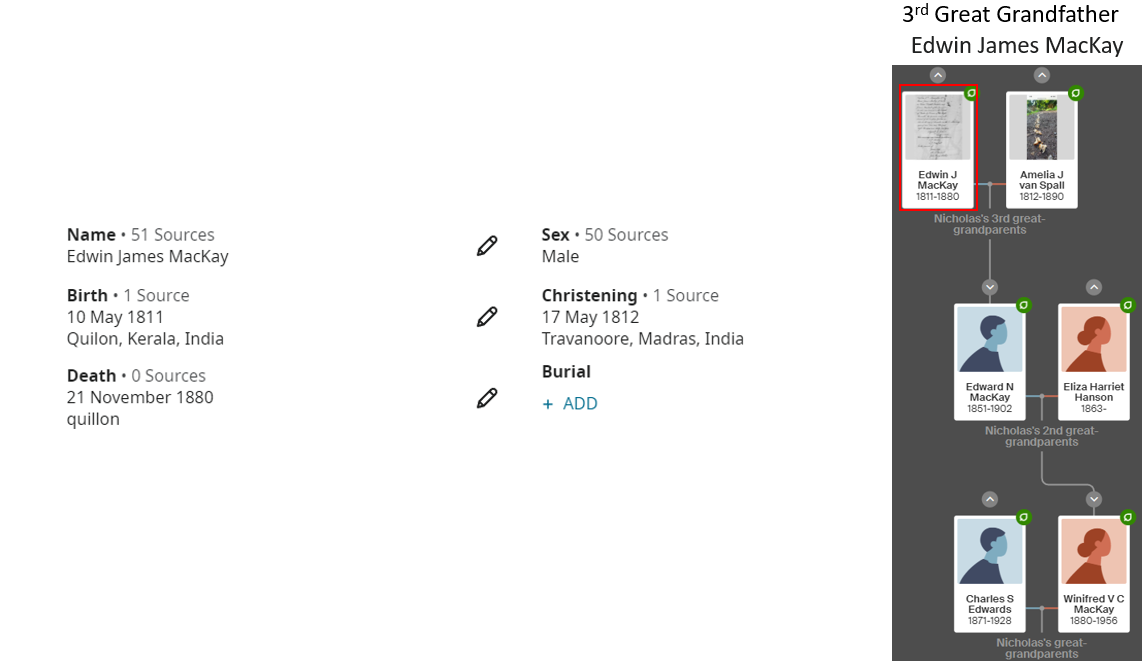 3rd Great Grandfather
Edwin James MacKay
Name • 51 Sources
Edwin James MacKay
Sex • 50 Sources
Male
Birth • 1 Source
10 May 1811
Quilon, Kerala, India
Christening • 1 Source
17 May 1812
Travanoore, Madras, India
Death • 0 Sources
21 November 1880
quillon
Burial
+ ADD
Edwin J
MacKay
1811-1880
Amelia J
van Spall
1812-1890
Nicholas's 3rd great-
grandparents
Edward N
MacKay
1851-1902
Eliza Harriet
Hanson
1863-
Nicholas's 2nd great-
grandparents
Charles S
Edwards
1871-1928
Winifred V C
MacKay
1880-1956
Nicholas's great-
grandparents